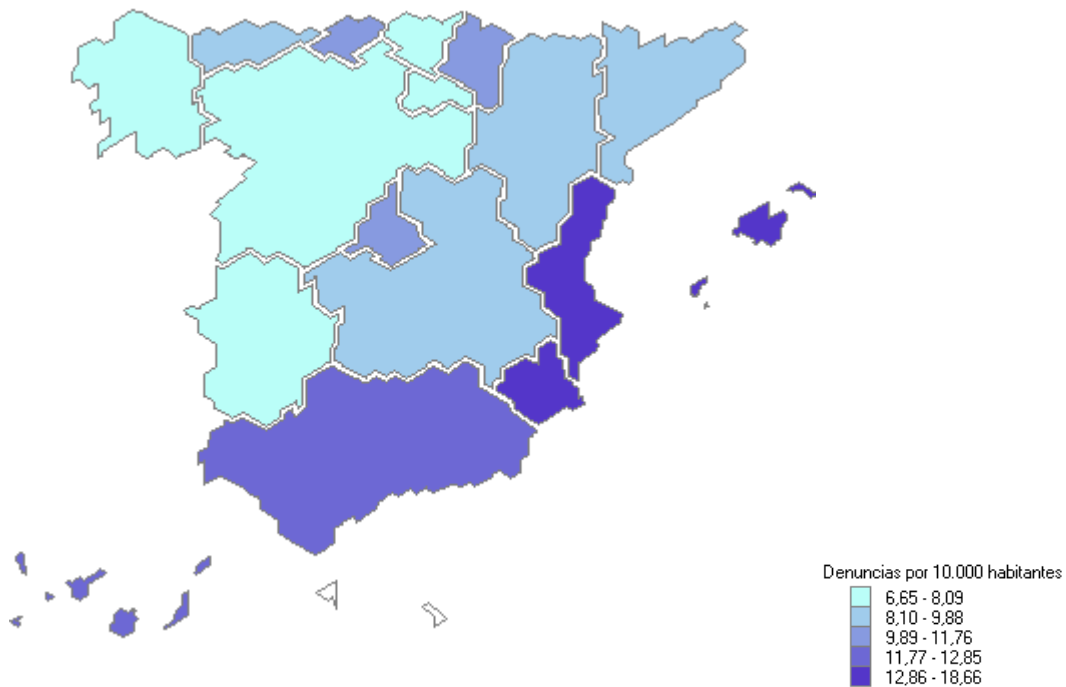 Denuncias por 10.000 habitantes
6,65 - 8,09
8,10 - 9,88
9,89 - 11,76
11,77 - 12,85
12,86 - 18,66